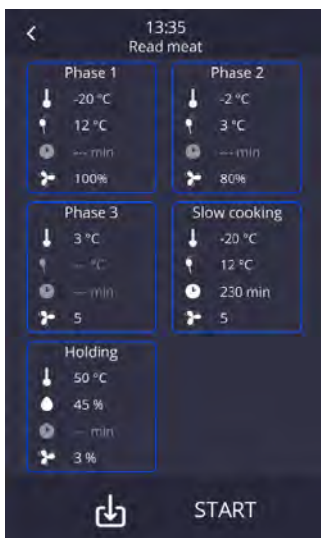 13:35
Read meat
Phase 1
-20 °C
12 °C
--- min
100%
Phase 2
-2 °C
3 °C
--- min
80%
Phase 3
3 °C
-- °C
--- min
5
Slow cooking
-20 °C
12 °C
230 min
5
Holding
50 °C
45 %
--- min
3 %
START